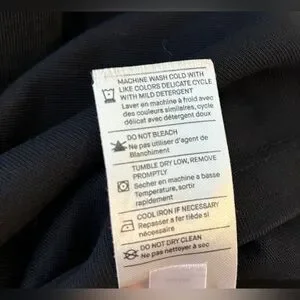 MACHINE WASH COLD WITH
LIKE COLORS DELICATE CYCLE
WITH MILD DETERGENT
Laver en machine à froid avec
des couleurs similaires, cycle
délicat avec détergent doux
DO NOT BLEACH
Ne pas utiliser d'agent de
Blanchiment
TUMBLE DRY LOW, REMOVE
PROMPTLY
Secher en machine a basse
Temperature, sortir
rapidement
COOL IRON IF NECESSARY
Repasser a fer tiède si
nécessaire
DO NOT DRY CLEAN
Ne pas nettoyer à sec